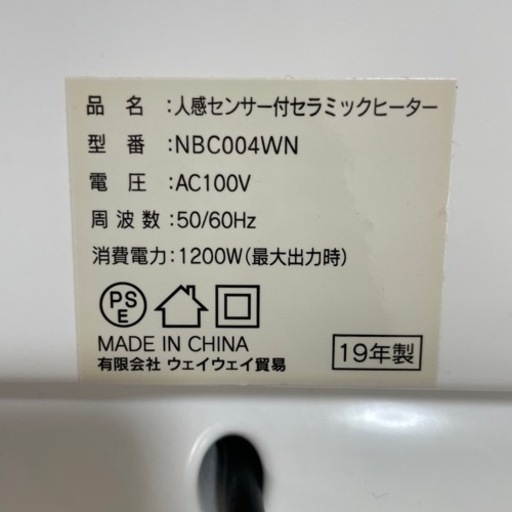 品名：人感センサー付セラミックヒーター
型番：NBC004WN
電圧：AC100V
周波数：50/60Hz
消費電力：1200W（最大出力時）
PSE
MADE IN CHINA
有限会社 ウェイウェイ貿易
19年製